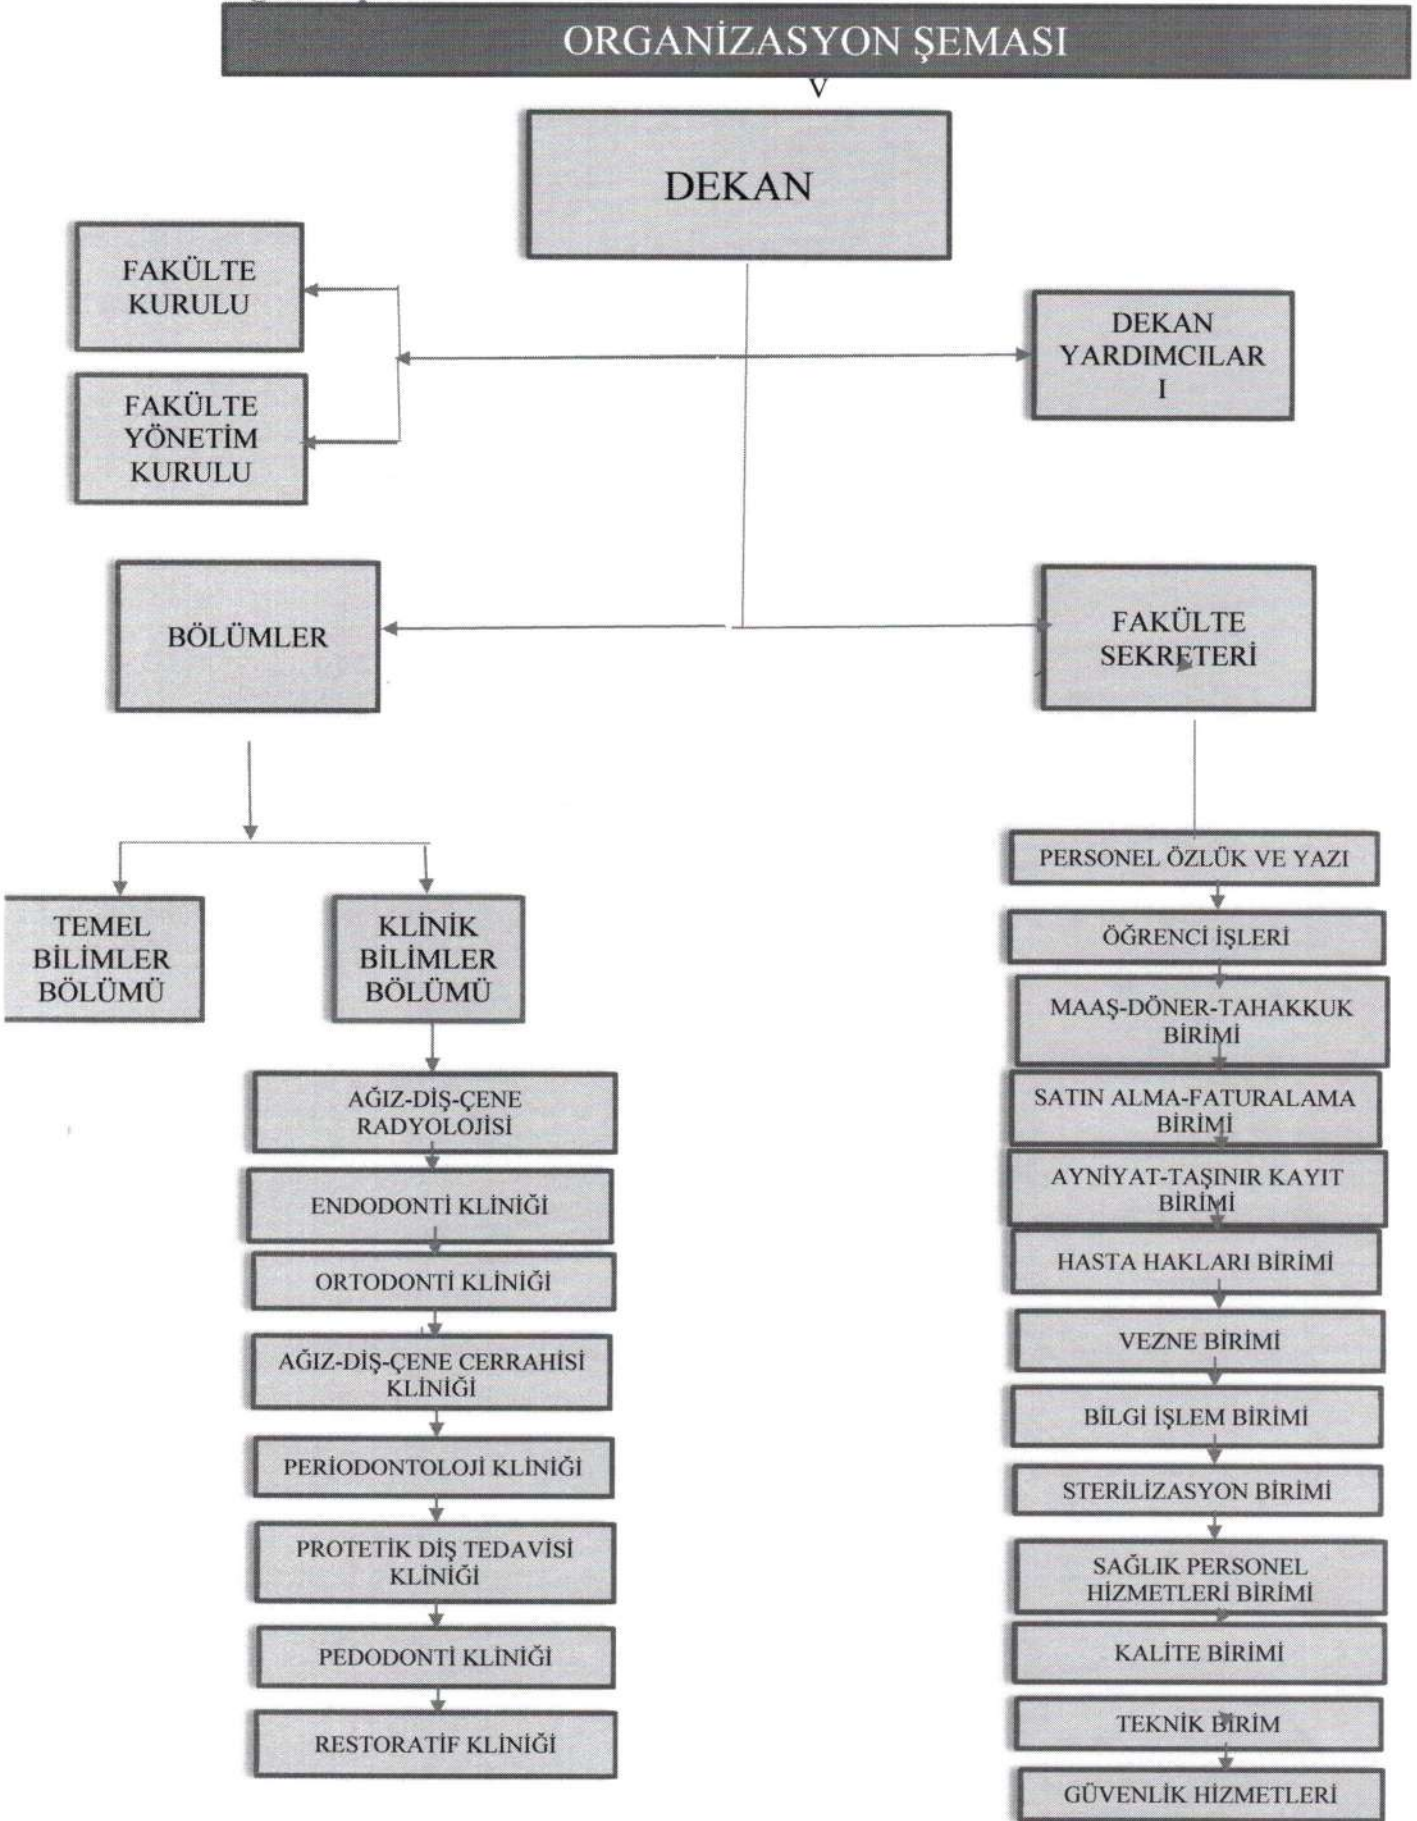 ORGANİZASYON ŞEMASI
V
DEKAN
FAKÜLTE
KURULU
DEKAN
YARDIMCILAR
I
FAKÜLTE
YÖNETİM
KURULU
BÖLÜMLER
FAKÜLTE
SEKRETERİ
TEMEL
BİLİMLER
BÖLÜMÜ
KLİNİK
BİLİMLER
BÖLÜMÜ
AĞIZ-DİŞ-ÇENE
RADYOLOJİSİ
ENDODONTİ KLİNİĞİ
ORTODONTİ KLİNİĞİ
AĞIZ-DİŞ-ÇENE CERRAHİSİ
KLİNİĞİ
PERİODONTOLOJİ KLİNİĞİ
PROTETİK DİŞ TEDAVİSİ
KLİNİĞİ
PEDODONTİ KLİNİĞİ
RESTORATİF KLİNİĞİ
PERSONEL ÖZLÜK VE YAZI
ÖĞRENCİ İŞLERİ
MAAŞ-DÖNER-TAHAKKUK
BİRİMİ
SATIN ALMA-FATURALAMA
BİRİMİ
AYNİYAT-TAŞINIR KAYIT
BİRİMİ
HASTA HAKLARI BİRİMİ
VEZNE BİRİMİ
BİLGİ İŞLEM BİRİMİ
STERİLİZASYON BİRİMİ
SAĞLIK PERSONEL
HİZMETLERİ BİRİMİ
KALİTE BİRİMİ
TEKNİK BİRİM
GÜVENLİK HİZMETLERİ